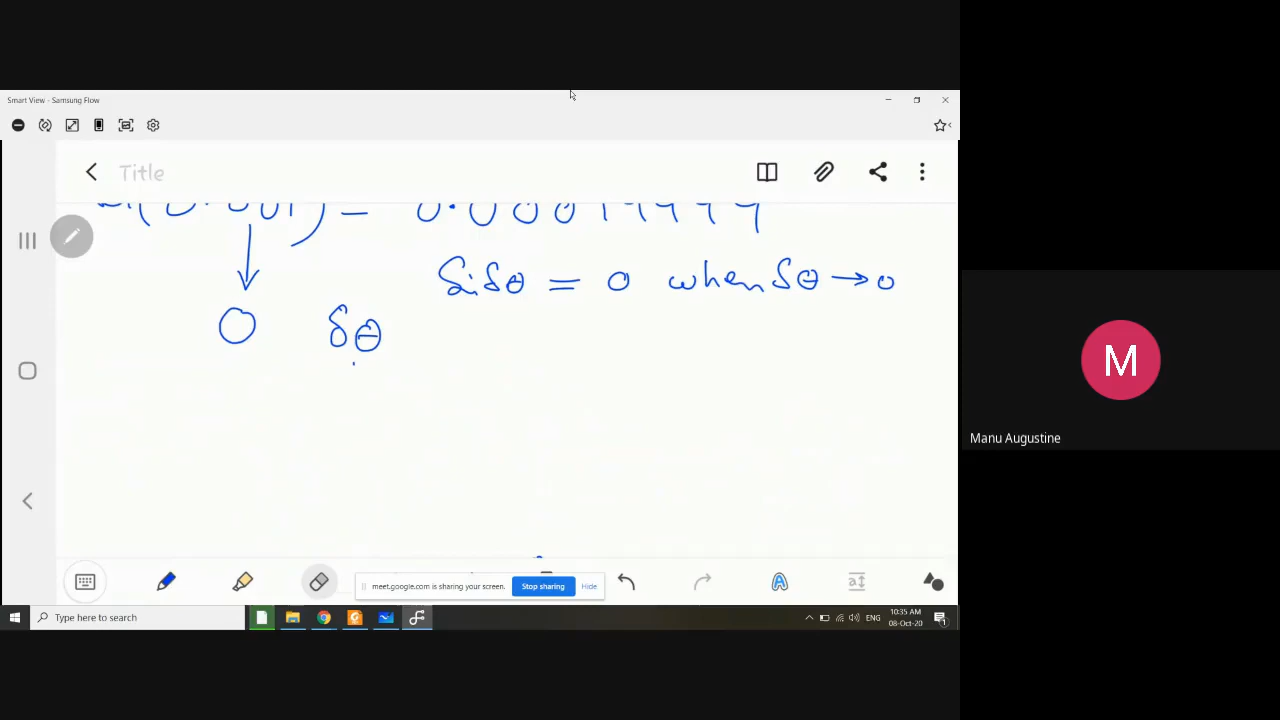 Smart View - Samsung Flow
Title
Sinδθ = 0 when δθ → 0
0 δθ
meet.google.com is sharing your screen. Stop sharing Hide
Type here to search
ENG
10:35 AM
08-Oct-20
M
Manu Augustine